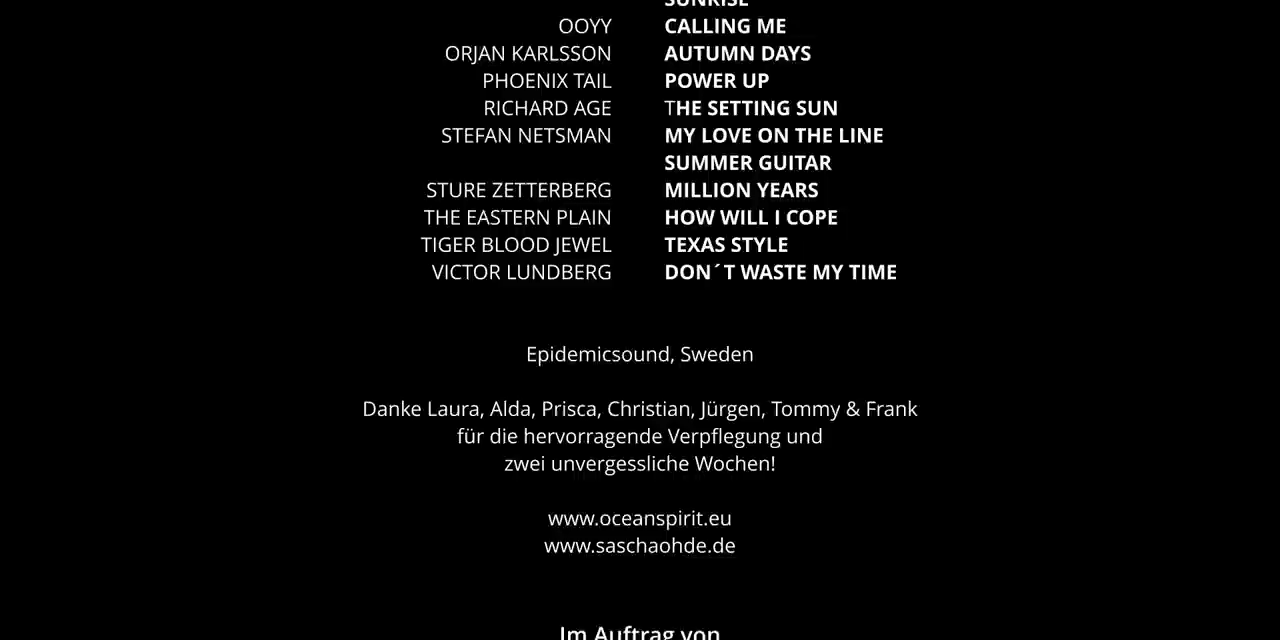 SUNRISE
OOYY CALLING ME
ORJAN KARLSSON AUTUMN DAYS
PHOENIX TAIL POWER UP
RICHARD AGE THE SETTING SUN
STEFAN NETSMAN MY LOVE ON THE LINE
SUMMER GUITAR
STURE ZETTERBERG MILLION YEARS
THE EASTERN PLAIN HOW WILL I COPE
TIGER BLOOD JEWEL TEXAS STYLE
VICTOR LUNDBERG DON´T WASTE MY TIME
Epidemicsound, Sweden
Danke Laura, Alda, Prisca, Christian, Jürgen, Tommy & Frank
für die hervorragende Verpflegung und
zwei unvergessliche Wochen!
www.oceanspirit.eu
www.saschaohde.de
Im Auftrag von